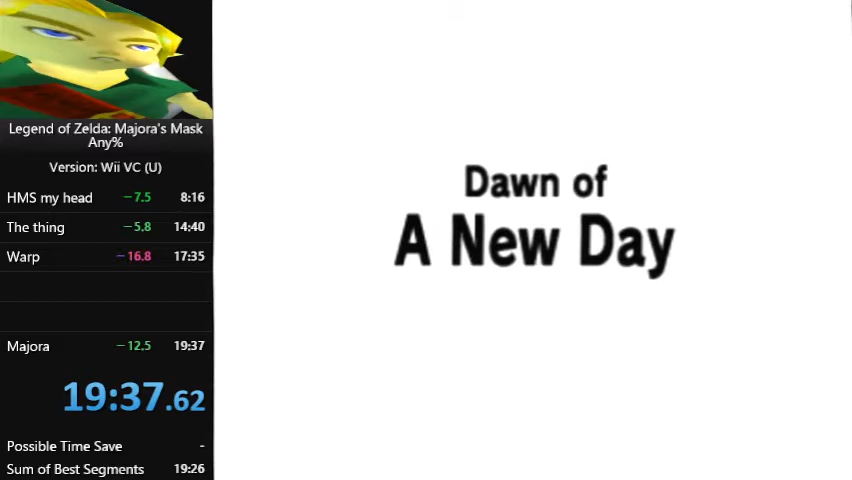 Legend of Zelda: Majora's Mask
Any%
Version: Wii VC (U)
HMS my head −7.5 8:16
The thing −5.8 14:40
Warp −16.8 17:35
Majora −12.5 19:37
19:37.62
Possible Time Save -
Sum of Best Segments 19:26
Dawn of
A New Day